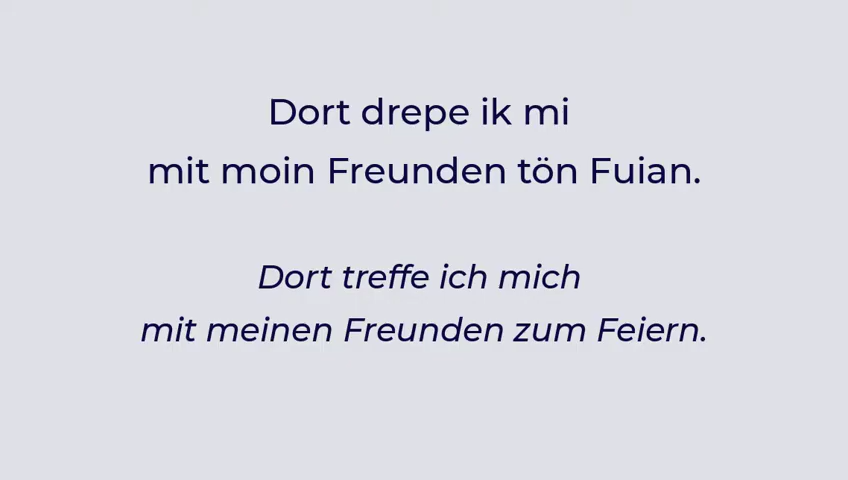 Dort drepe ik mi
mit moin Freunden tön Fuian.
Dort treffe ich mich
mit meinen Freunden zum Feiern.